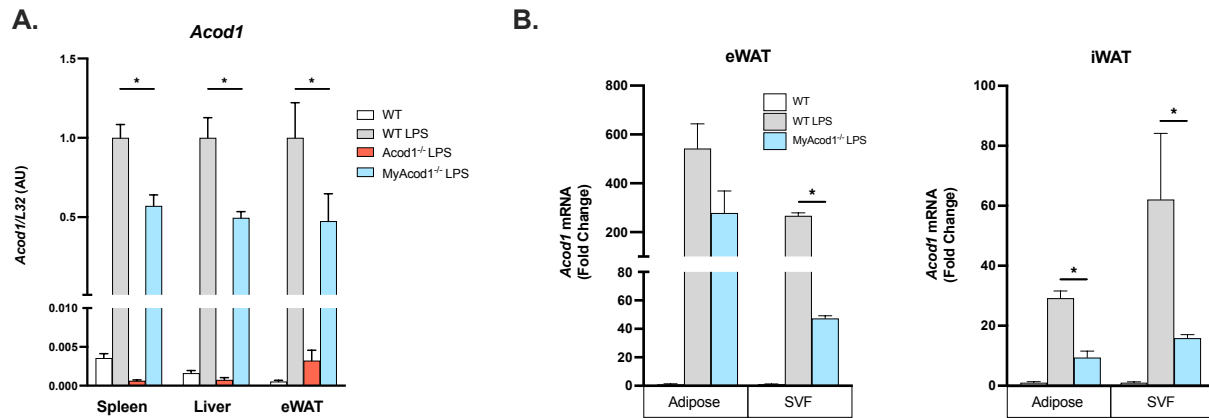 A.
Acod1
Acod1/L32 (AU)
1.5
1.0
0.5
0.010
0.005
0.000
*
*
*
Spleen Liver eWAT
WT
WT LPS
Acod1-/- LPS
MyAcod1-/- LPS
B.
eWAT
Acod1 mRNA
(Fold Change)
800
600
400
200
80
60
40
20
0
*
WT
WT LPS
MyAcod1-/- LPS
Adipose SVF
iWAT
Acod1 mRNA
(Fold Change)
100
80
60
40
20
0
*
*
Adipose SVF